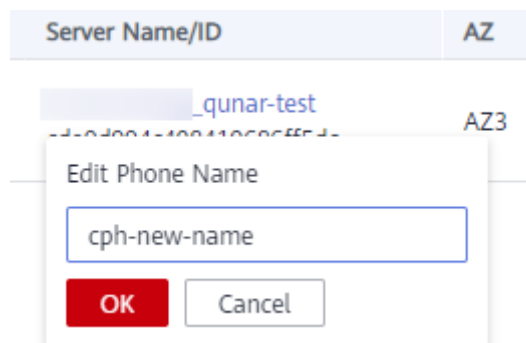 Server Name/ID AZ
_qunar-test
AZ3
Edit Phone Name
cph-new-name
OK Cancel